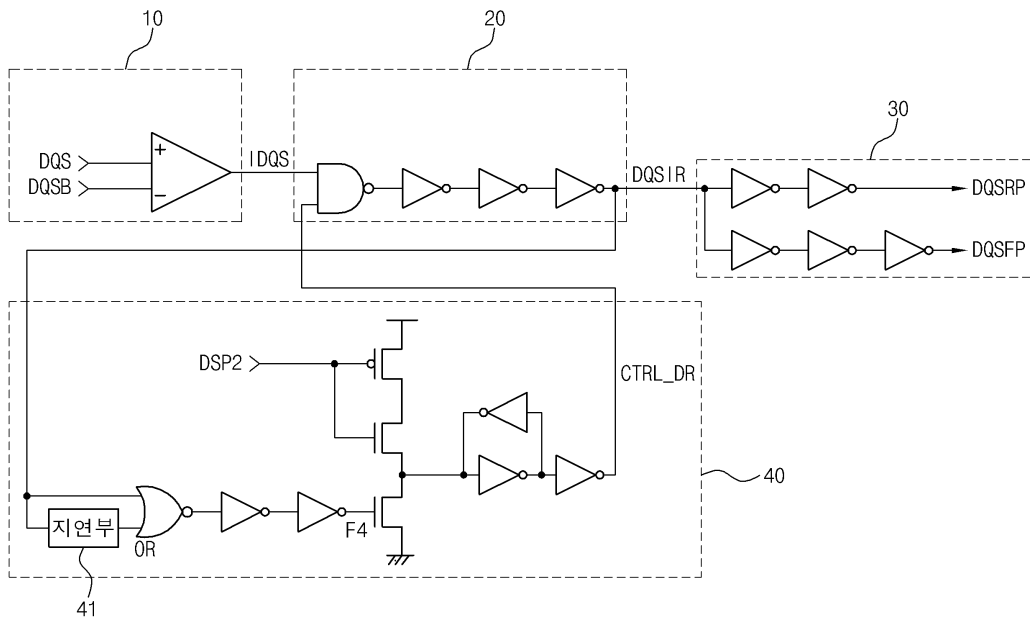 10
20
30
DQS
DQSB
+
−
IDQS
DQSIR
DQSRP
DQSFP
DSP2
CTRL_DR
40
지연부
OR
F4
41